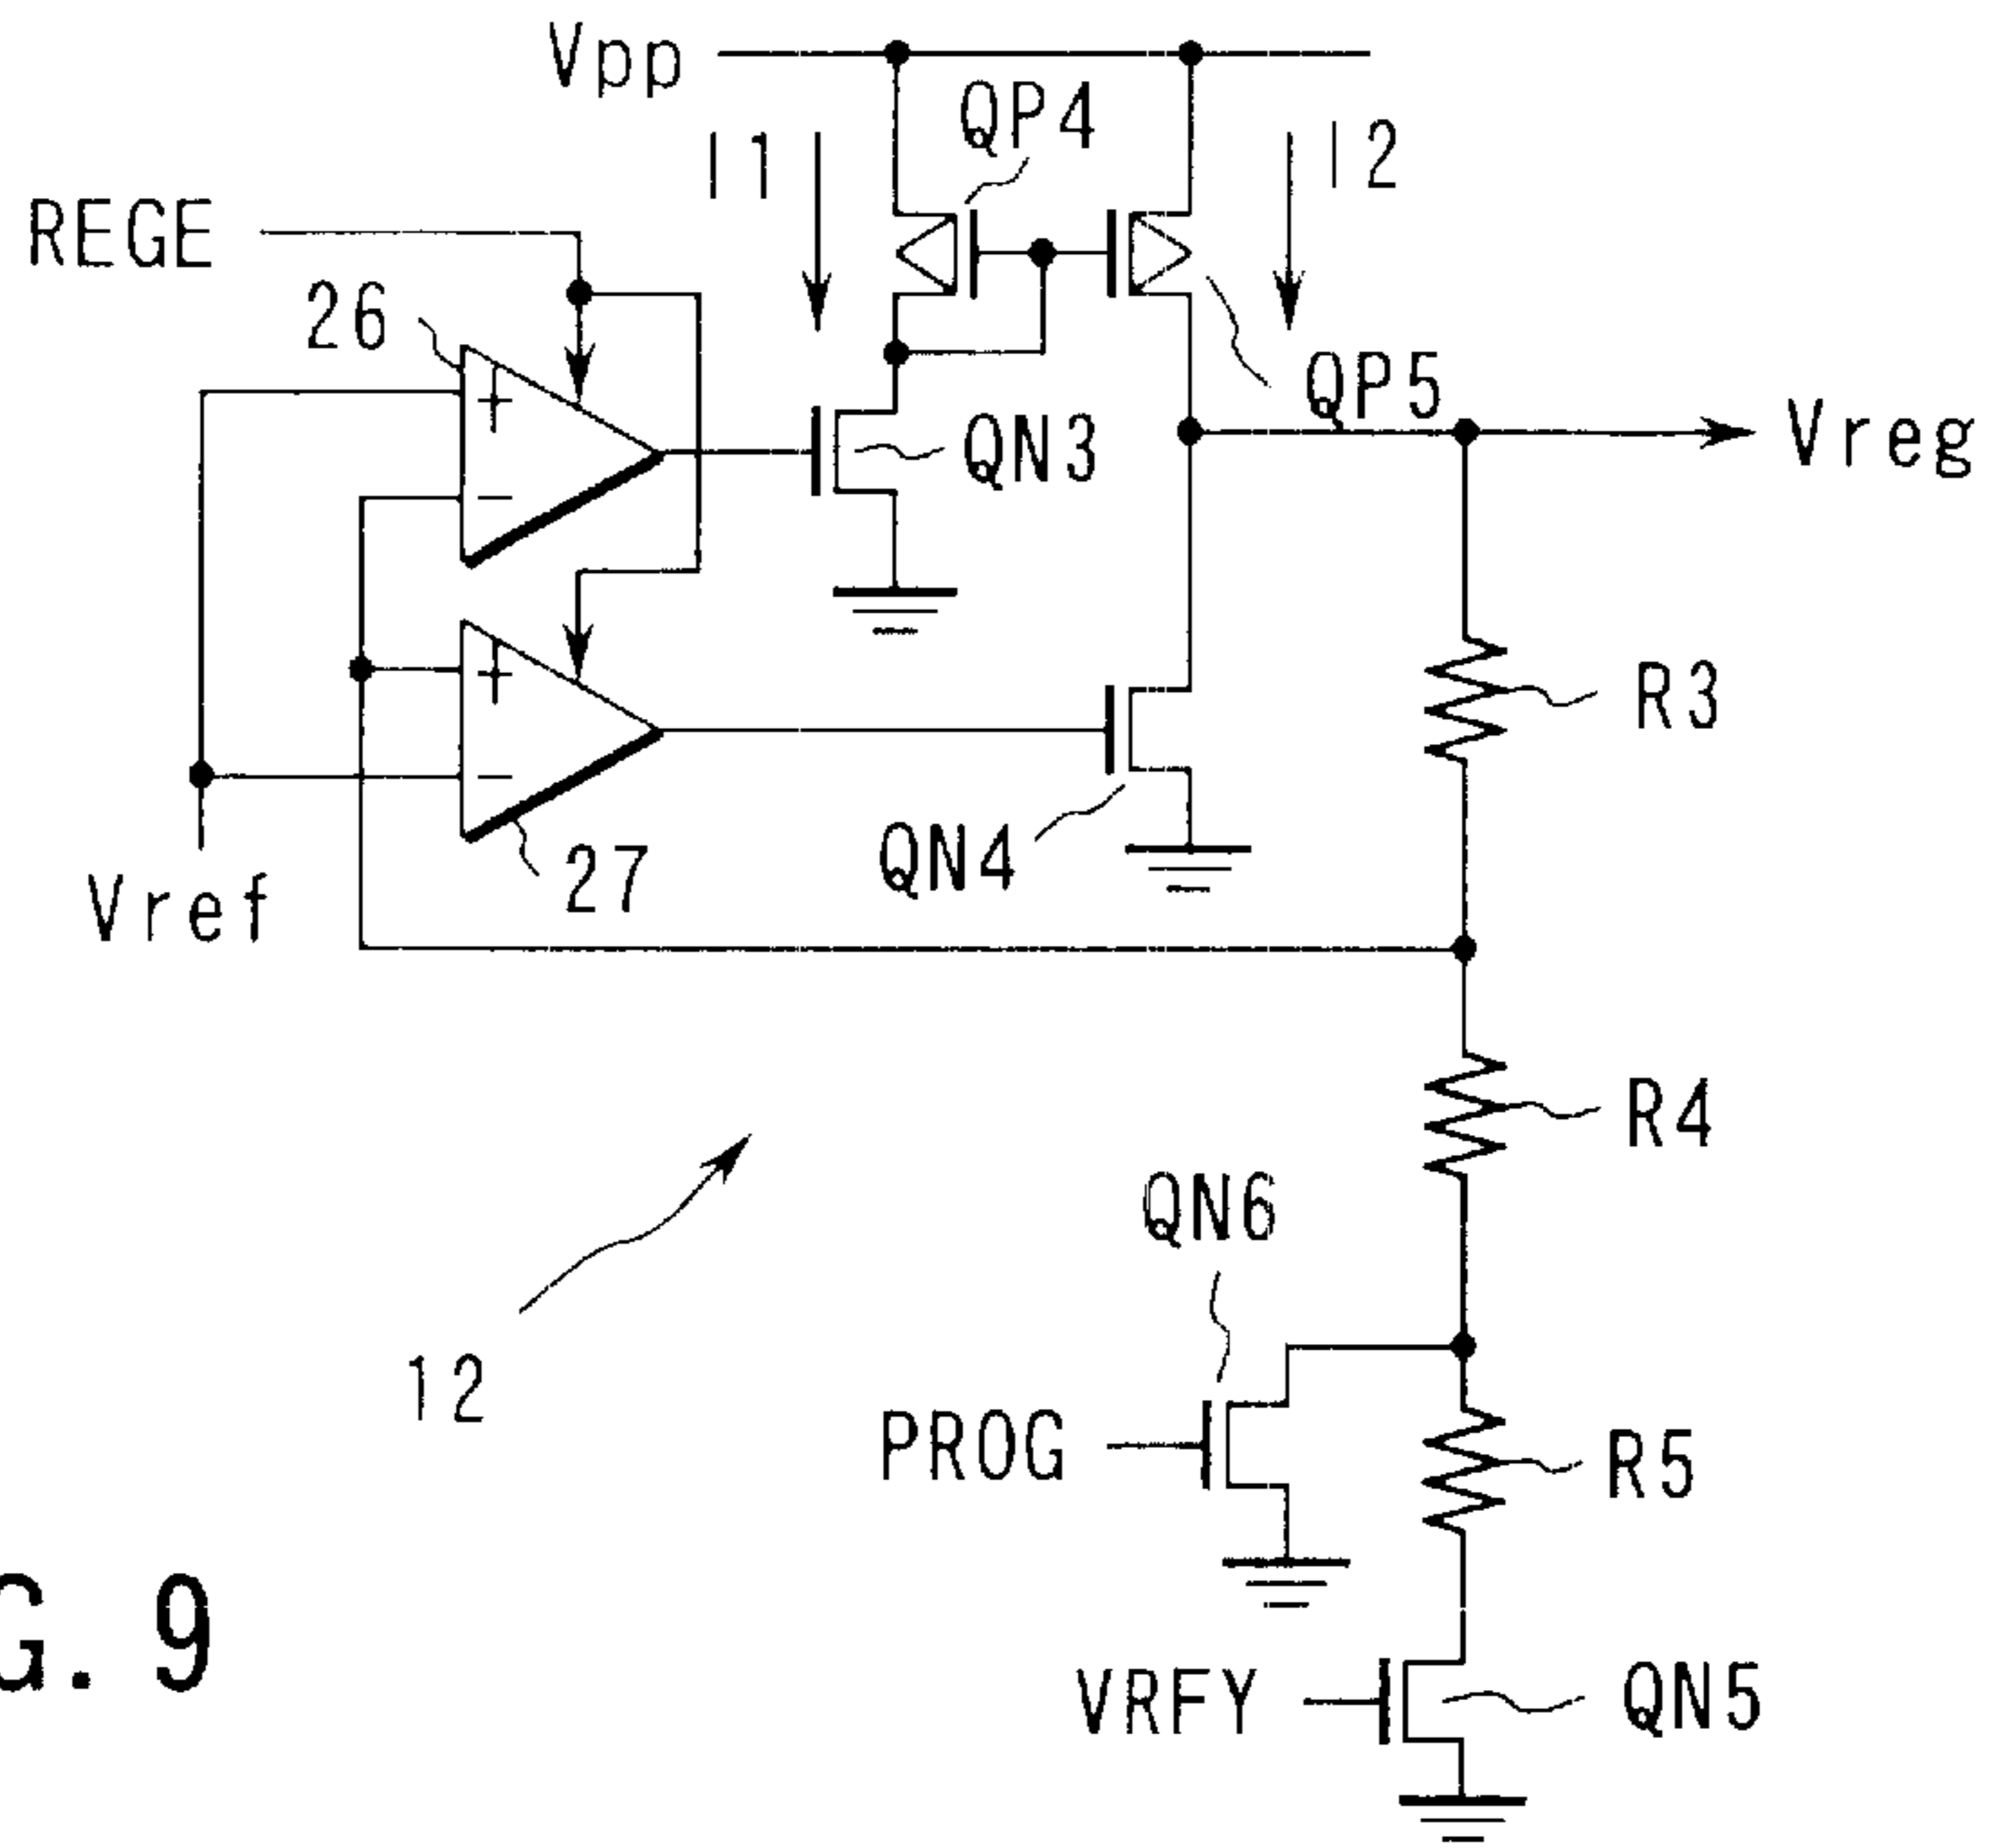 Vpp
QP4
I1
I2
REGE
26
QP5
Vreg
QN3
+
−
+
−
R3
QN4
27
Vref
R4
QN6
12
PROG
R5
G. 9
VRFY
QN5